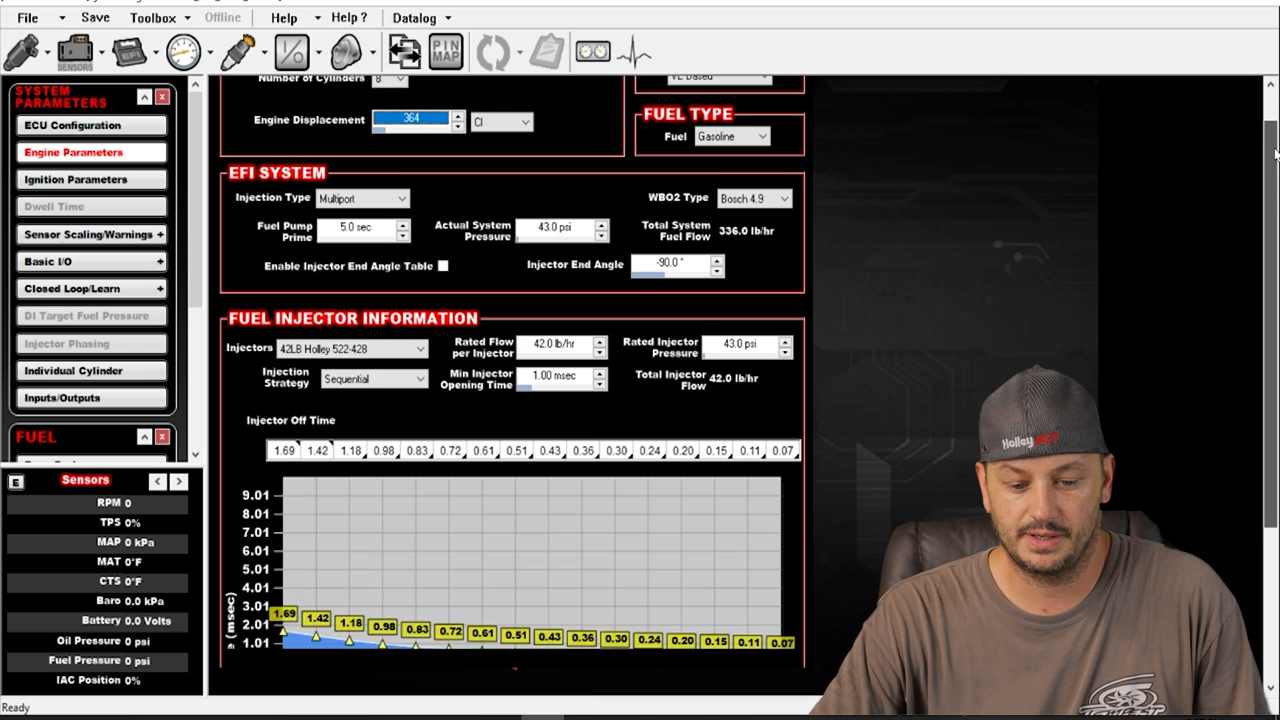 File Save Toolbox Offline Help Help ? Datalog
SENSORS EFI I/O PIN MAP
SYSTEM
PARAMETERS
ECU Configuration
Engine Parameters
Ignition Parameters
Dwell Time
Sensor Scaling/Warnings +
Basic I/O +
Closed Loop/Learn +
DI Target Fuel Pressure
Injector Phasing
Individual Cylinder
Inputs/Outputs
FUEL
E Sensors < >
RPM 0
TPS 0%
MAP 0 kPa
MAT 0°F
CTS 0°F
Baro 0.0 kPa
Battery 0.0 Volts
Oil Pressure 0 psi
Fuel Pressure 0 psi
IAC Position 0%
Ready
Number of Cylinders 8
VE Based
Engine Displacement 364 CI
FUEL TYPE
Fuel Gasoline
EFI SYSTEM
Injection Type Multiport
WBO2 Type Bosch 4.9
Fuel Pump
Prime 5.0 sec
Actual System
Pressure 43.0 psi
Total System
Fuel Flow 336.0 lb/hr
Enable Injector End Angle Table
Injector End Angle -90.0 °
FUEL INJECTOR INFORMATION
Injectors 42LB Holley 522-428
Rated Flow
per Injector 42.0 lb/hr
Rated Injector
Pressure 43.0 psi
Injection
Strategy Sequential
Min Injector
Opening Time 1.00 msec
Total Injector
Flow 42.0 lb/hr
Injector Off Time
1.69 1.42 1.18 0.98 0.83 0.72 0.61 0.51 0.43 0.36 0.30 0.24 0.20 0.15 0.11 0.07
9.01
8.01
7.01
6.01
5.01
4.01
3.01
2.01
1.01
(msec)
1.69 1.42 1.18 0.98 0.83 0.72 0.61 0.51 0.43 0.36 0.30 0.24 0.20 0.15 0.11 0.07
Holley EFI